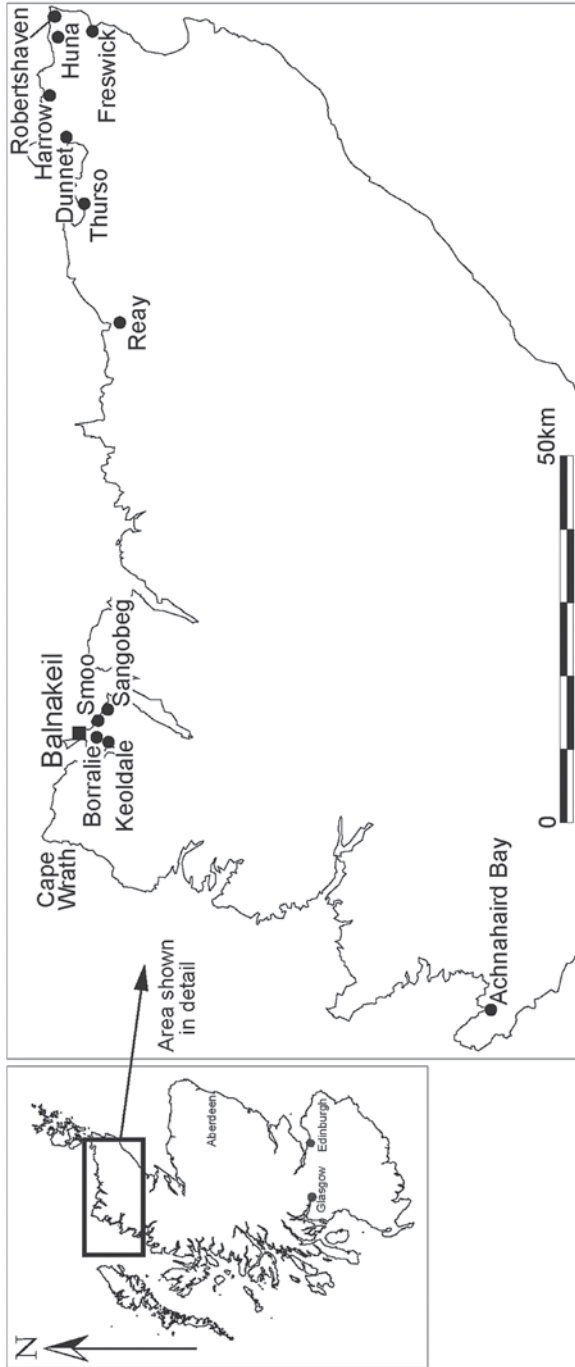 N
Aberdeen
Glasgow
Edinburgh
Area shown
in detail
Cape
Wrath
Balnakeil
Borralie
Smoo
Keoldale
Sangobeg
Achnahaird Bay
0
50km
Reay
Thurso
Dunnet
Harrow
Robertshaven
Huna
Freswick